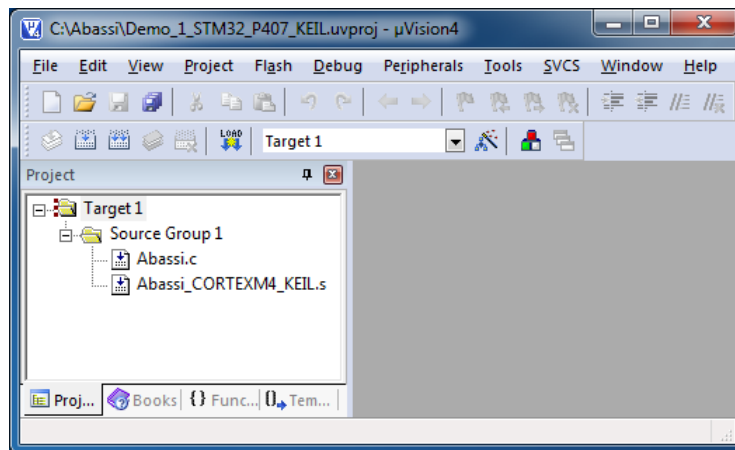 C:\Abassi\Demo_1_STM32_P407_KEIL.uvproj - µVision4
File Edit View Project Flash Debug Peripherals Tools SVCS Window Help
LOAD Target 1
Project
Target 1
Source Group 1
Abassi.c
Abassi_CORTEXM4_KEIL.s
Proj... Books {} Func... 0 Tem...